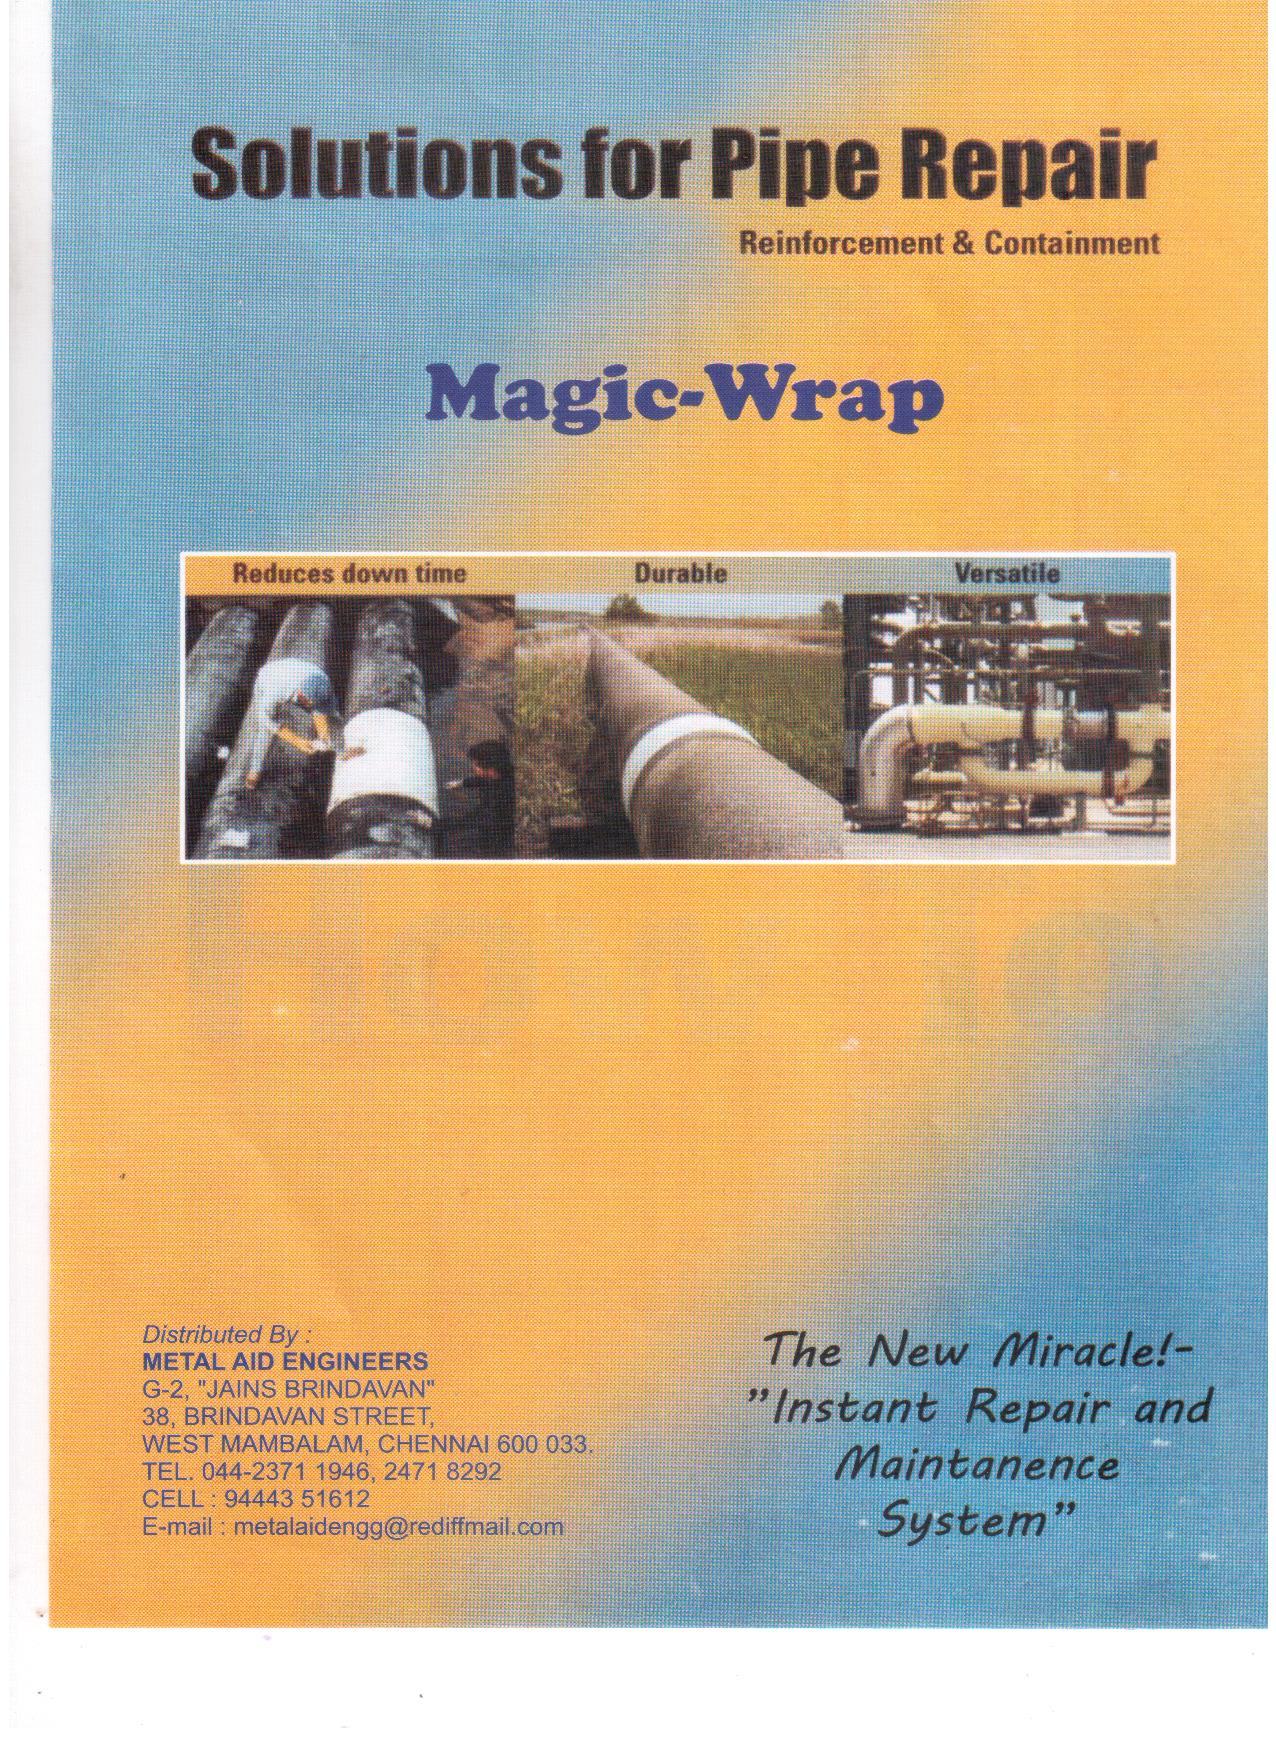 Solutions for Pipe Repair
Reinforcement & Containment
Magic-Wrap
Reduces down time
Durable
Versatile
Distributed By :
METAL AID ENGINEERS
G-2, "JAINS BRINDAVAN"
38, BRINDAVAN STREET,
WEST MAMBALAM, CHENNAI 600 033.
TEL. 044-2371 1946, 2471 8292
CELL : 94443 51612
E-mail : metalaidengg@rediffmail.com
The New Miracle!-
”Instant Repair and
Maintanence
System”